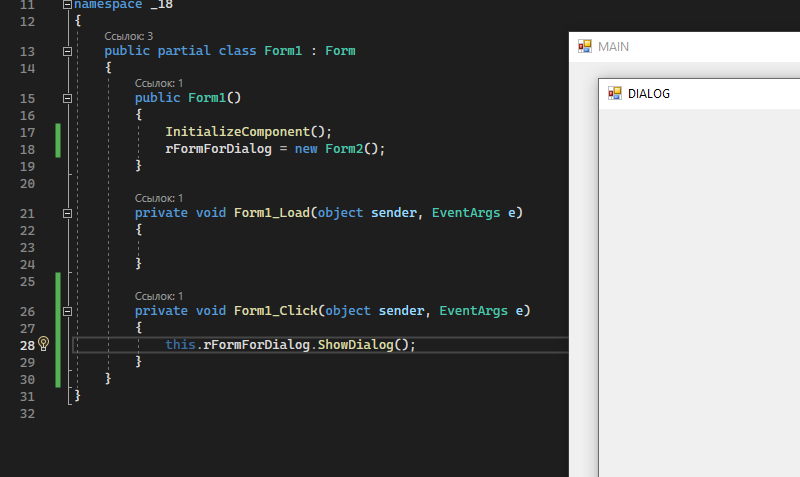 11 namespace _18
12 {
Ссылок: 3
13 public partial class Form1 : Form
14 {
Ссылок: 1
15 public Form1()
16 {
17 InitializeComponent();
18 rFormForDialog = new Form2();
19 }
20
Ссылок: 1
21 private void Form1_Load(object sender, EventArgs e)
22 {
23
24 }
25
Ссылок: 1
26 private void Form1_Click(object sender, EventArgs e)
27 {
28 this.rFormForDialog.ShowDialog();
29 }
30 }
31 }
32
MAIN
DIALOG